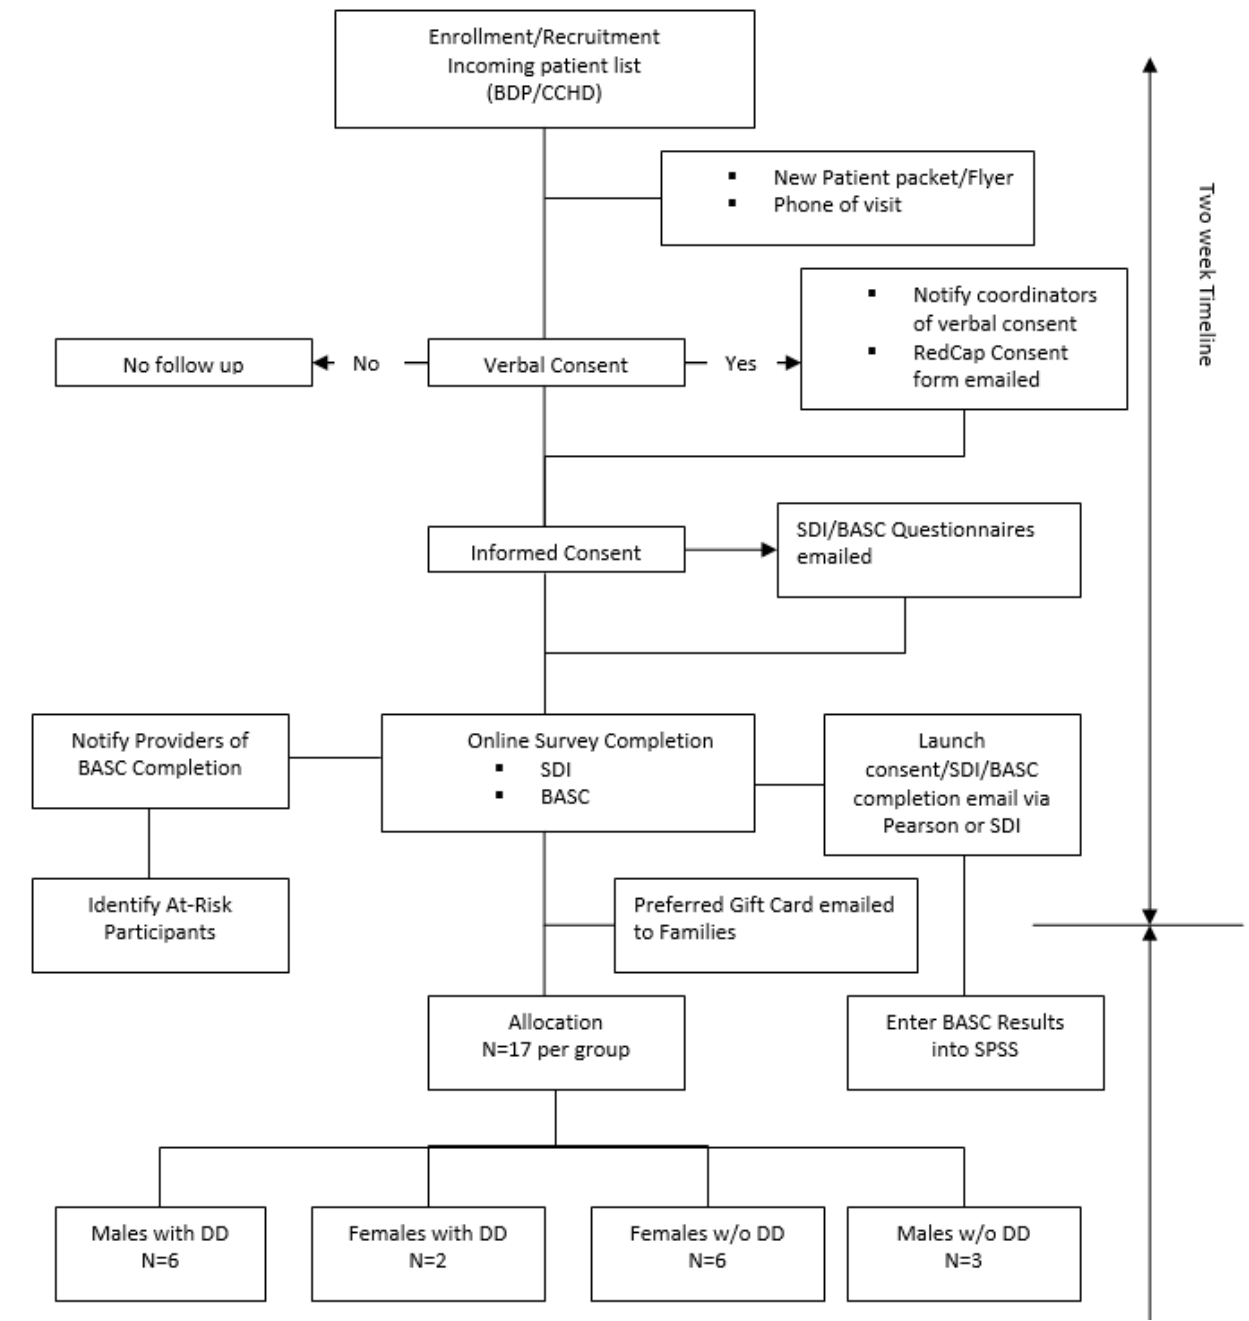 Enrollment/Recruitment
Incoming patient list
(BDP/CCHD)
▪ New Patient packet/Flyer
▪ Phone of visit
Two week Timeline
▪ Notify coordinators
of verbal consent
▪ RedCap Consent
form emailed
No follow up
No
Verbal Consent
Yes
Informed Consent
SDI/BASC Questionnaires
emailed
Notify Providers of
BASC Completion
Online Survey Completion
▪ SDI
▪ BASC
Launch
consent/SDI/BASC
completion email via
Pearson or SDI
Identify At-Risk
Participants
Preferred Gift Card emailed
to Families
Allocation
N=17 per group
Enter BASC Results
into SPSS
Males with DD
N=6
Females with DD
N=2
Females w/o DD
N=6
Males w/o DD
N=3